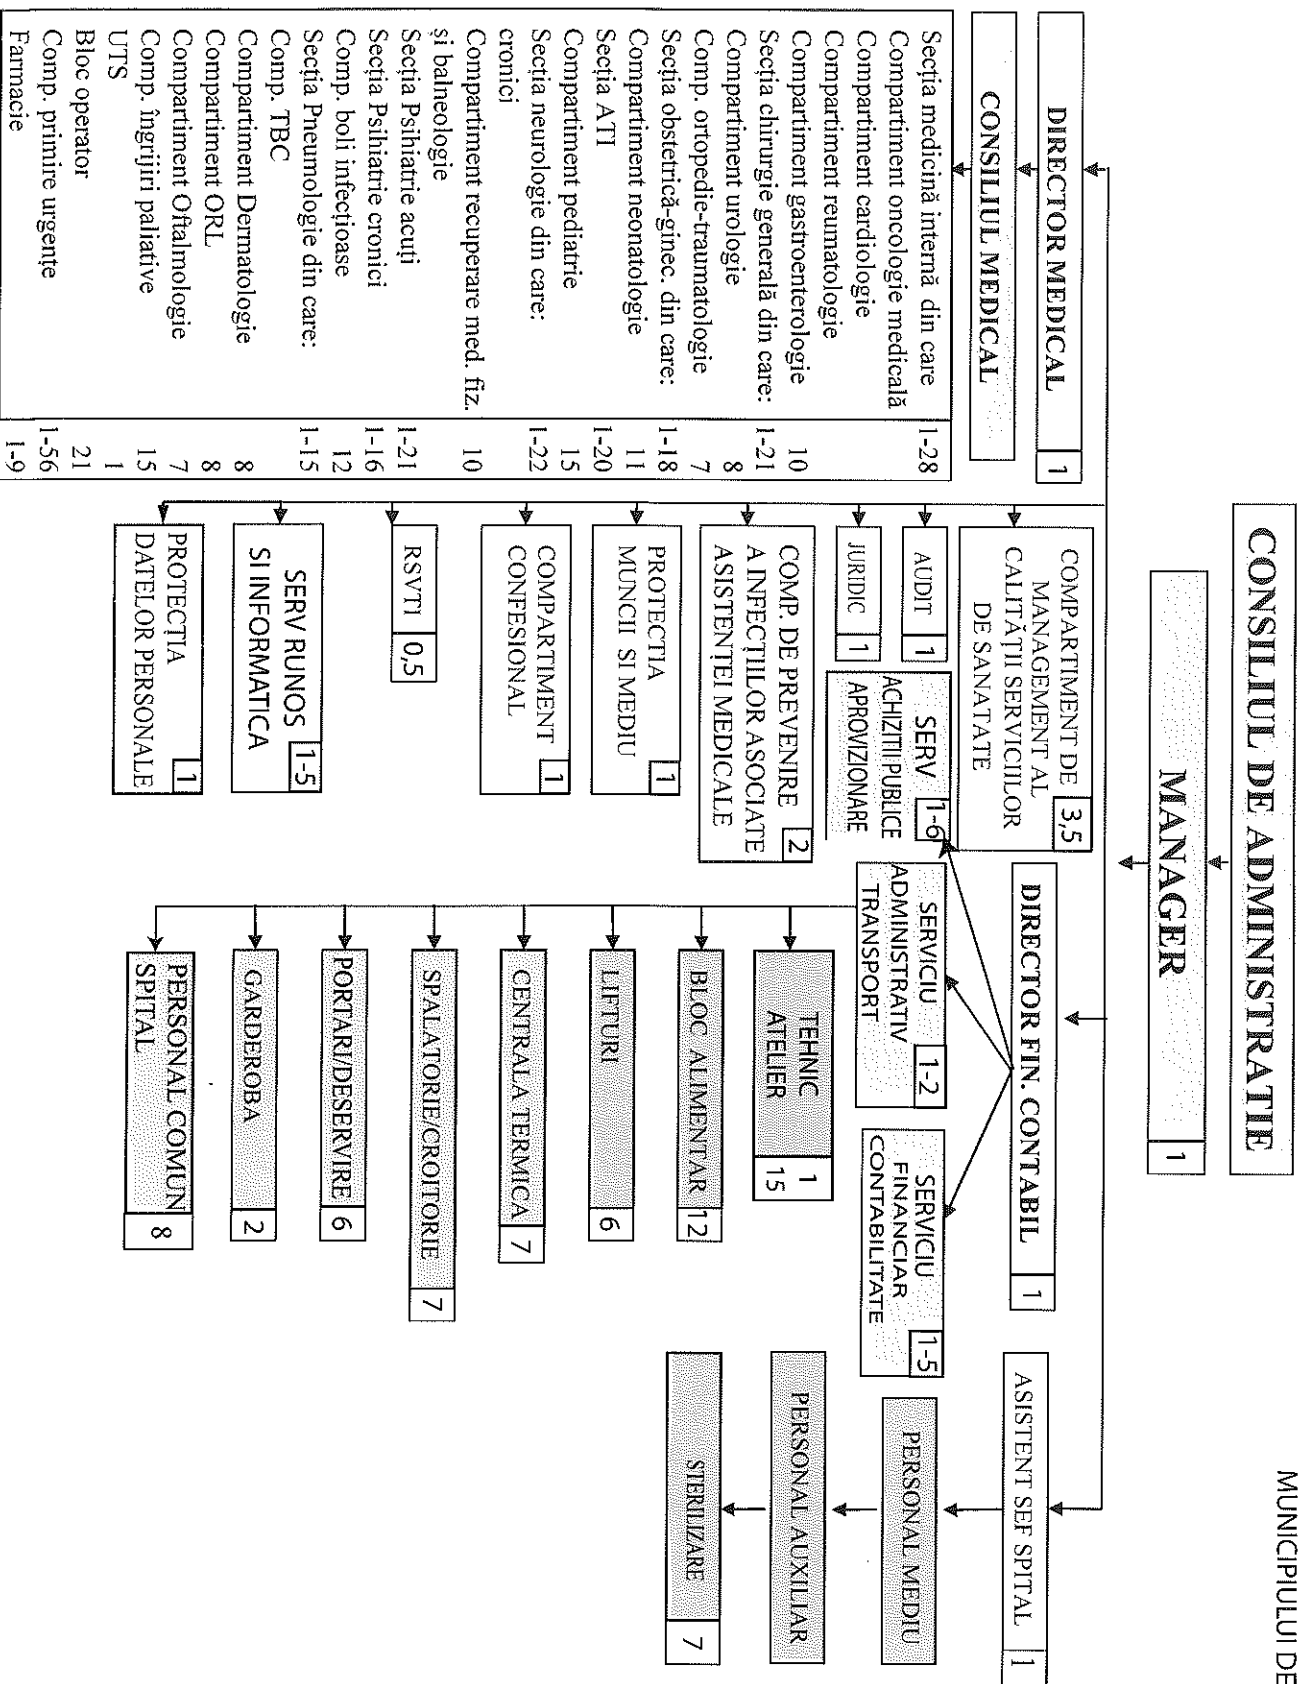 MUNICIPIULUI DE
CONSILIUL DE ADMINISTRATIE
MANAGER
1
DIRECTOR MEDICAL
1
CONSILIUL MEDICAL
Secția medicină internă din care
1-28
Compartiment oncologie medicală
Compartiment cardiologie
Compartiment reumatologie
Compartiment gastroenterologie
10
Secția chirurgie generală din care:
1-21
Compartiment urologie
8
Comp. ortopedie-traumatologie
7
Secția obstetrică-ginec. din care:
1-18
Compartiment neonatologie
11
Secția ATI
1-20
Compartiment pediatrie
15
Secția neurologie din care:
1-22
cronici
Compartiment recuperare med. fiz.
și balneologie
10
Secția Psihiatrie acuți
1-21
Secția Psihiatrie cronici
1-16
Comp. boli infecțioase
12
Secția Pneumologie din care:
1-15
Comp. TBC
Compartiment Dermatologie
8
Compartiment ORL
8
Compartiment Oftalmologie
7
Comp. îngrijiri paliative
15
UTS
1
Bloc operator
21
Comp. primire urgențe
1-56
Farmacie
1-9
COMPARTIMENT DE
MANAGEMENT AL
CALITĂȚII SERVICIILOR
DE SANATATE
3,5
AUDIT
1
JURIDIC
1
SERV
ACHIZITII PUBLICE
APROVIZIONARE
1-6
COMP. DE PREVENIRE
A INFECȚIILOR ASOCIATE
ASISTENȚEI MEDICALE
2
PROTECTIA
MUNCII SI MEDIU
1
COMPARTIMENT
CONFESIONAL
1
RSVTI
0,5
SERV RUNOS
SI INFORMATICA
1-5
PROTECȚIA
DATELOR PERSONALE
1
DIRECTOR FIN. CONTABIL
1
SERVICIU
ADMINISTRATIV
TRANSPORT
1-2
SERVICIU
FINANCIAR
CONTABILITATE
1-5
TEHNIC
ATELIER
1
15
BLOC ALIMENTAR
12
LIFTURI
6
CENTRALA TERMICA
7
SPALATORIE/CROITORIE
7
PORTARI/DESERVIRE
6
GARDEROBA
2
PERSONAL COMUN
SPITAL
8
ASISTENT SEF SPITAL
1
PERSONAL MEDIU
PERSONAL AUXILIAR
STERILIZARE
7